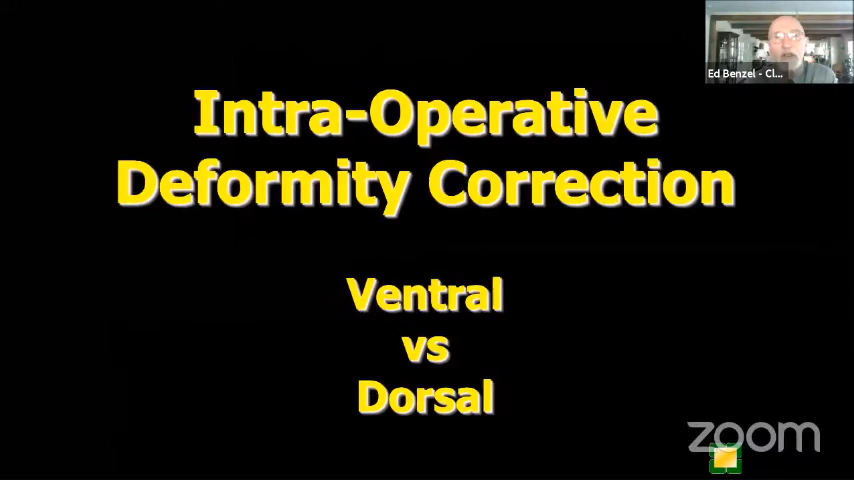 Ed Benzel - Cl...
Intra-Operative
Deformity Correction
Ventral
vs
Dorsal
zoom